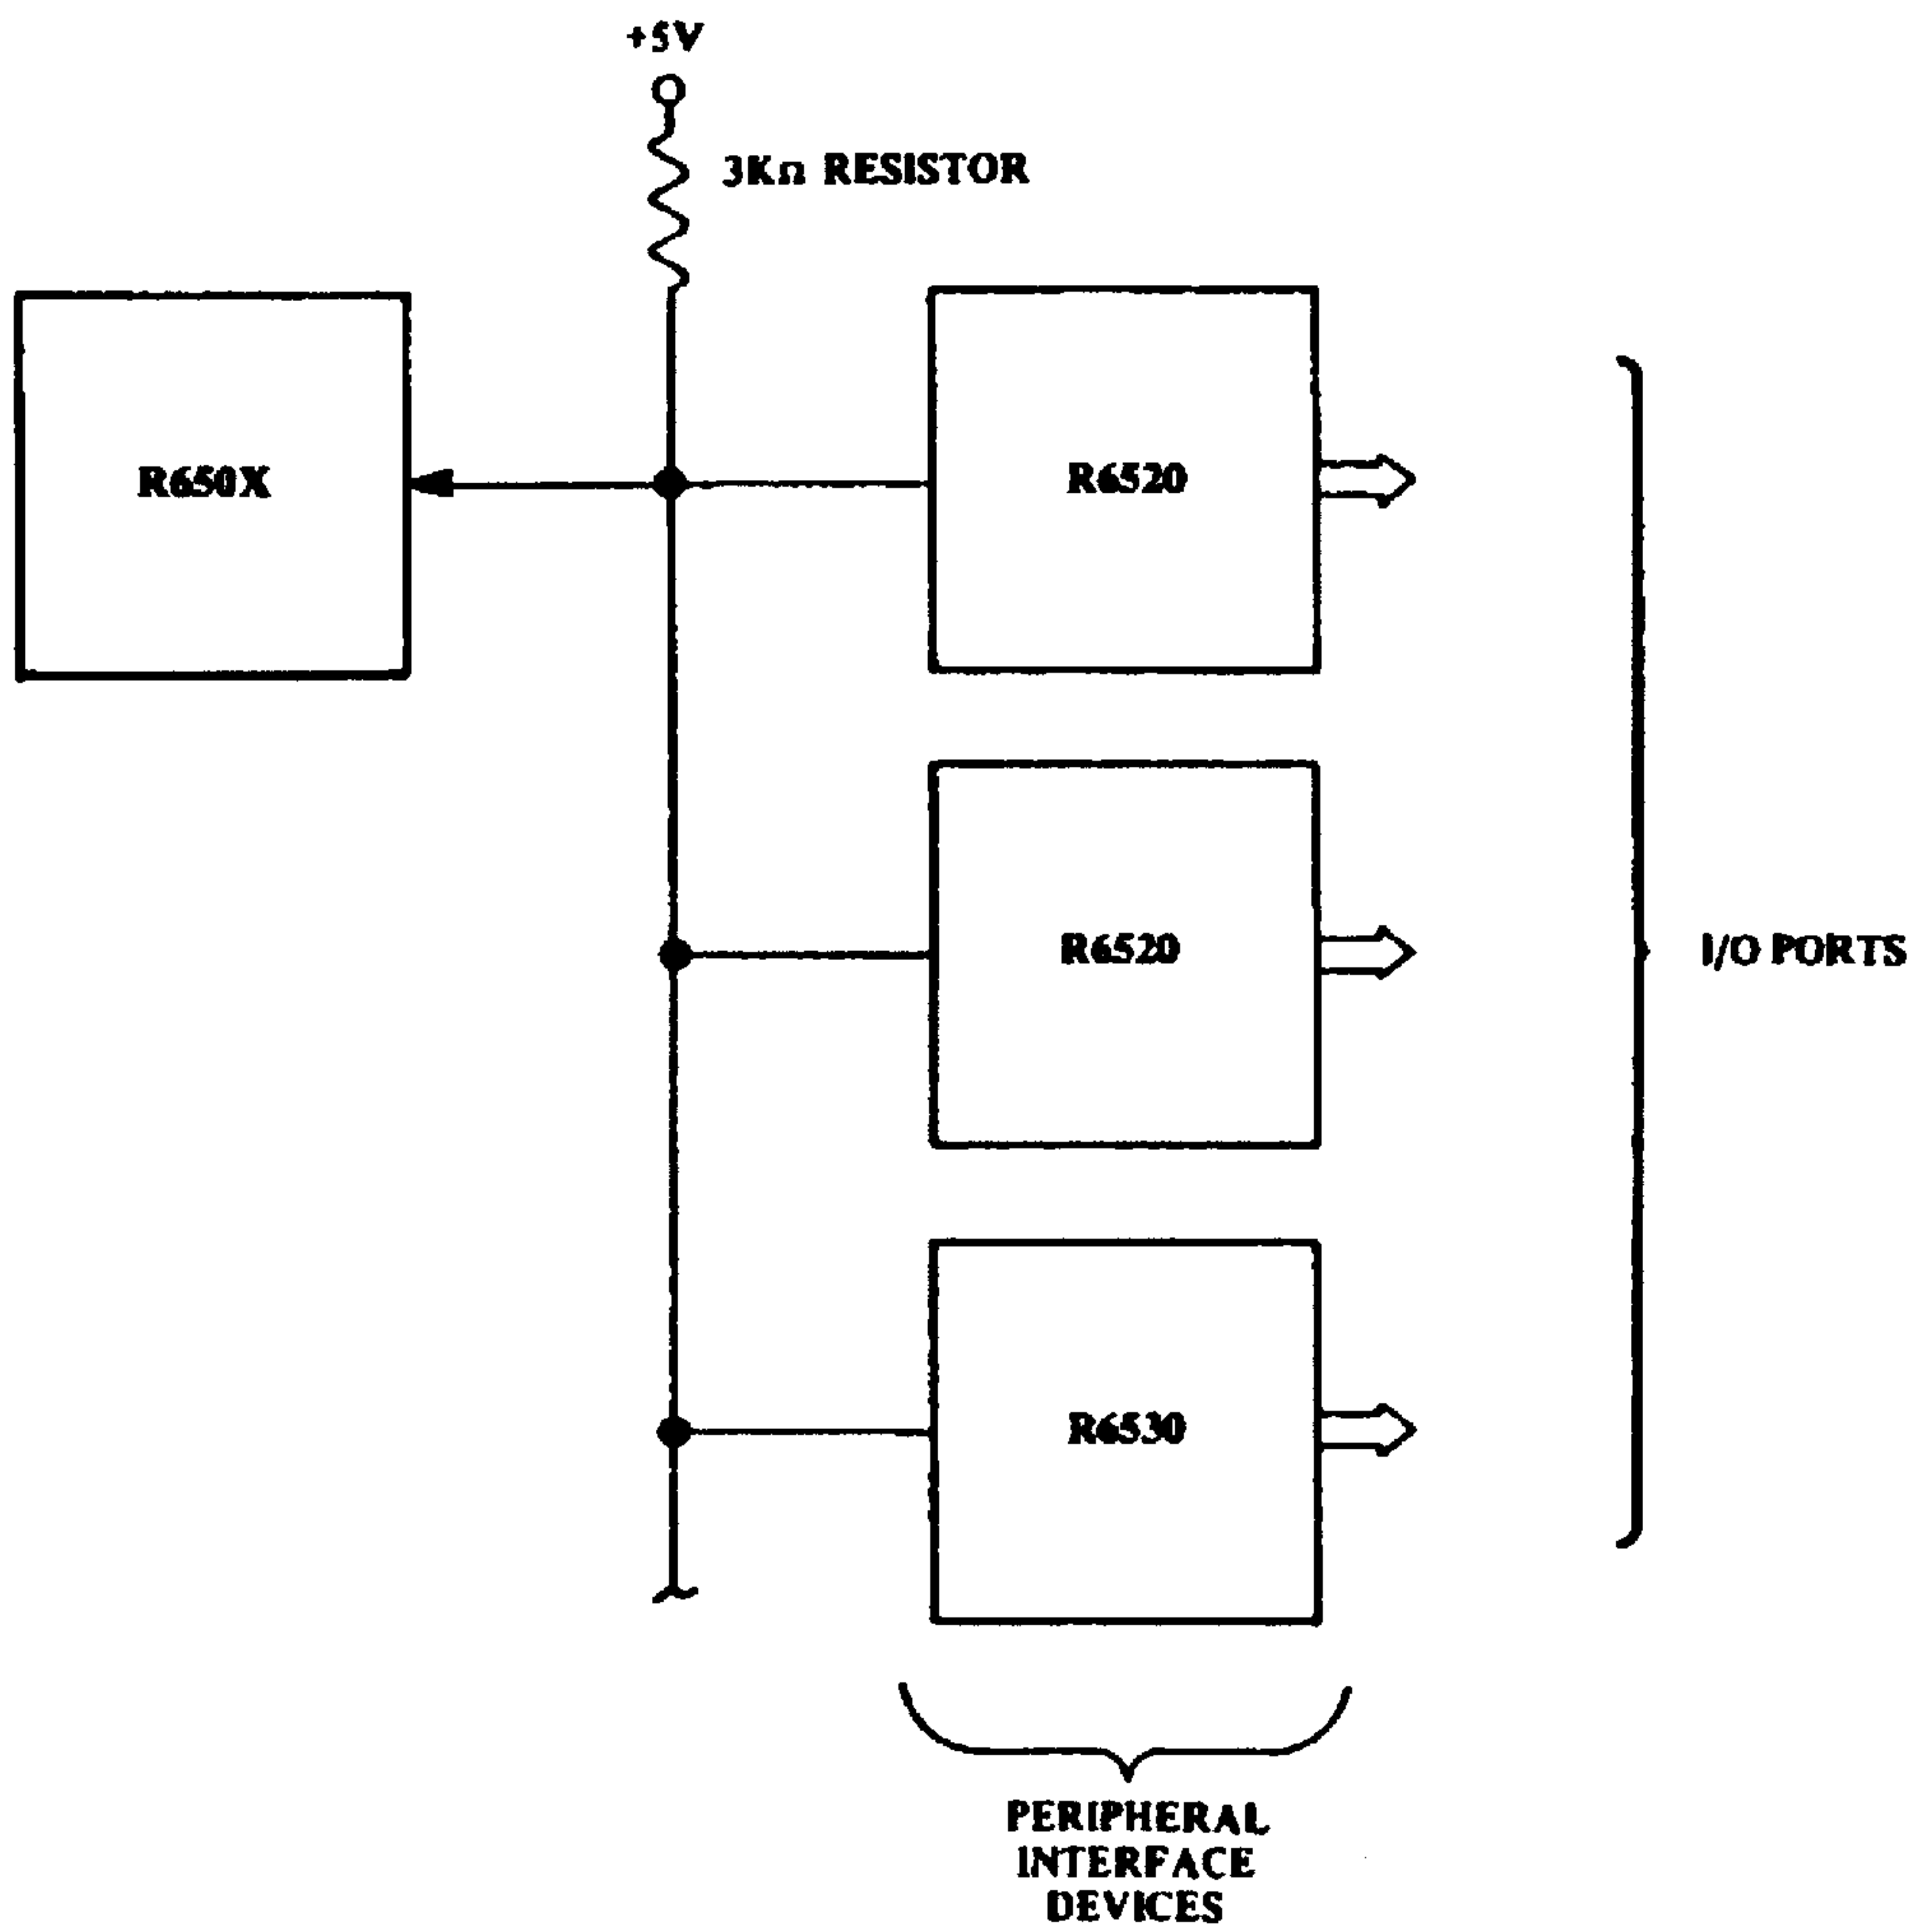 +5V
3KΩ RESISTOR
R650X
R6520
R6520
I/O PORTS
R6530
PERIPHERAL
INTERFACE
DEVICES